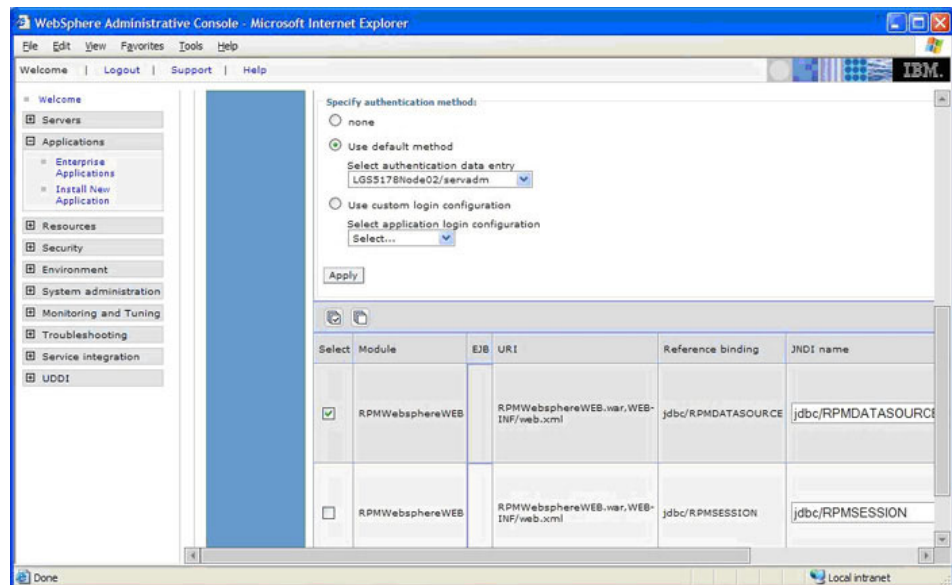 WebSphere Administrative Console - Microsoft Internet Explorer
File Edit View Favorites Tools Help
Welcome | Logout | Support | Help
IBM.
Welcome
Servers
Applications
Enterprise
Applications
Install New
Application
Resources
Security
Environment
System administration
Monitoring and Tuning
Troubleshooting
Service integration
UDDI
Specify authentication method:
none
Use default method
Select authentication data entry
LGS5178Node02/servadm
Use custom login configuration
Select application login configuration
Select...
Apply
Select Module EJB URI Reference binding JNDI name
RPMWebsphereWEB RPMWebsphereWEB.war,WEB- jdbc/RPMDATASOURCE jdbc/RPMDATASOURCE
INF/web.xml
RPMWebsphereWEB RPMWebsphereWEB.war,WEB- jdbc/RPMSESSION jdbc/RPMSESSION
INF/web.xml
Done Local intranet